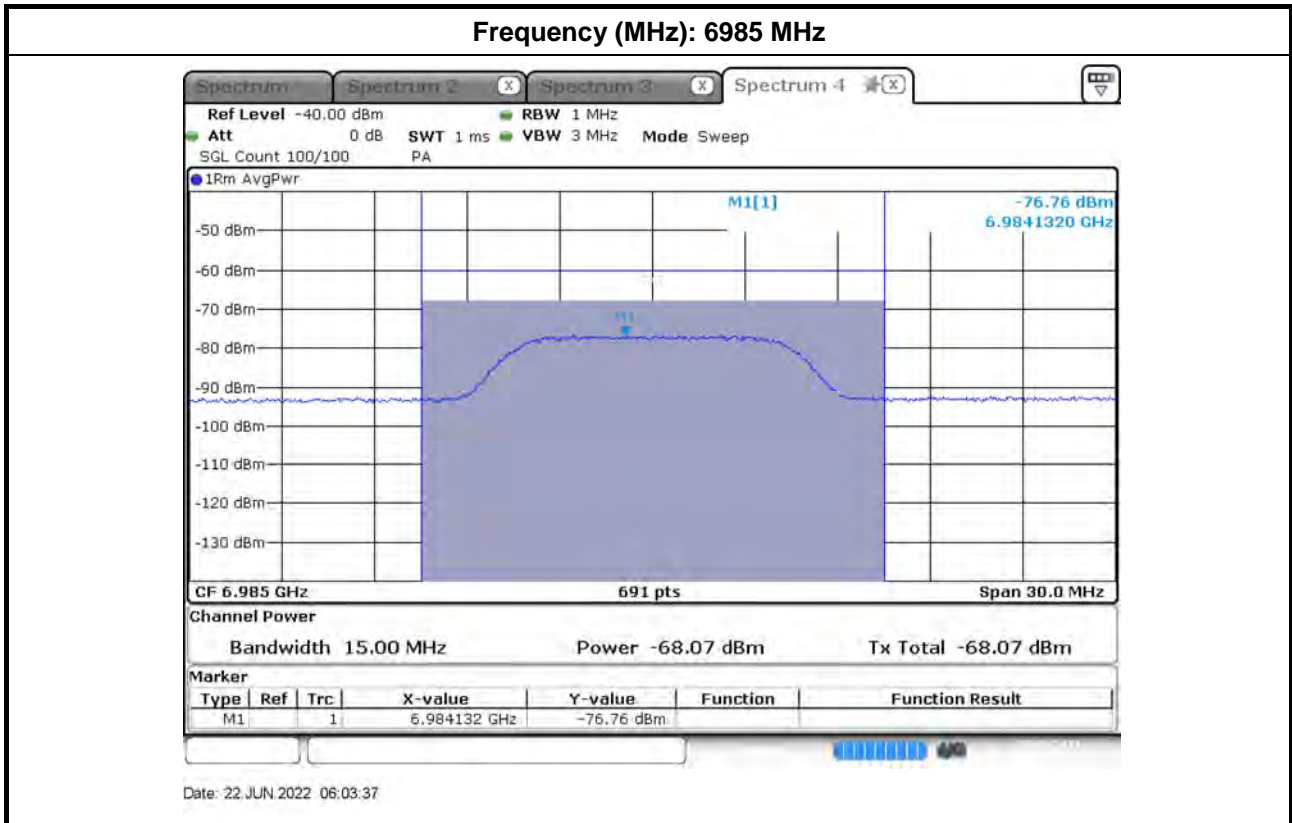 Frequency (MHz): 6985 MHz
Spectrum Spectrum 2 X Spectrum 3 X Spectrum 4 X
Ref Level -40.00 dBm RBW 1 MHz
Att 0 dB SWT 1 ms VBW 3 MHz Mode Sweep
SGL Count 100/100 PA
1Rm AvgPwr
M1[1] -76.76 dBm
6.9841320 GHz
-50 dBm
-60 dBm
-70 dBm
M1
-80 dBm
-90 dBm
-100 dBm
-110 dBm
-120 dBm
-130 dBm
CF 6.985 GHz 691 pts Span 30.0 MHz
Channel Power
Bandwidth 15.00 MHz Power -68.07 dBm Tx Total -68.07 dBm
Marker
Type Ref Trc X-value Y-value Function Function Result
M1 1 6.984132 GHz -76.76 dBm
Date: 22.JUN.2022 06:03:37